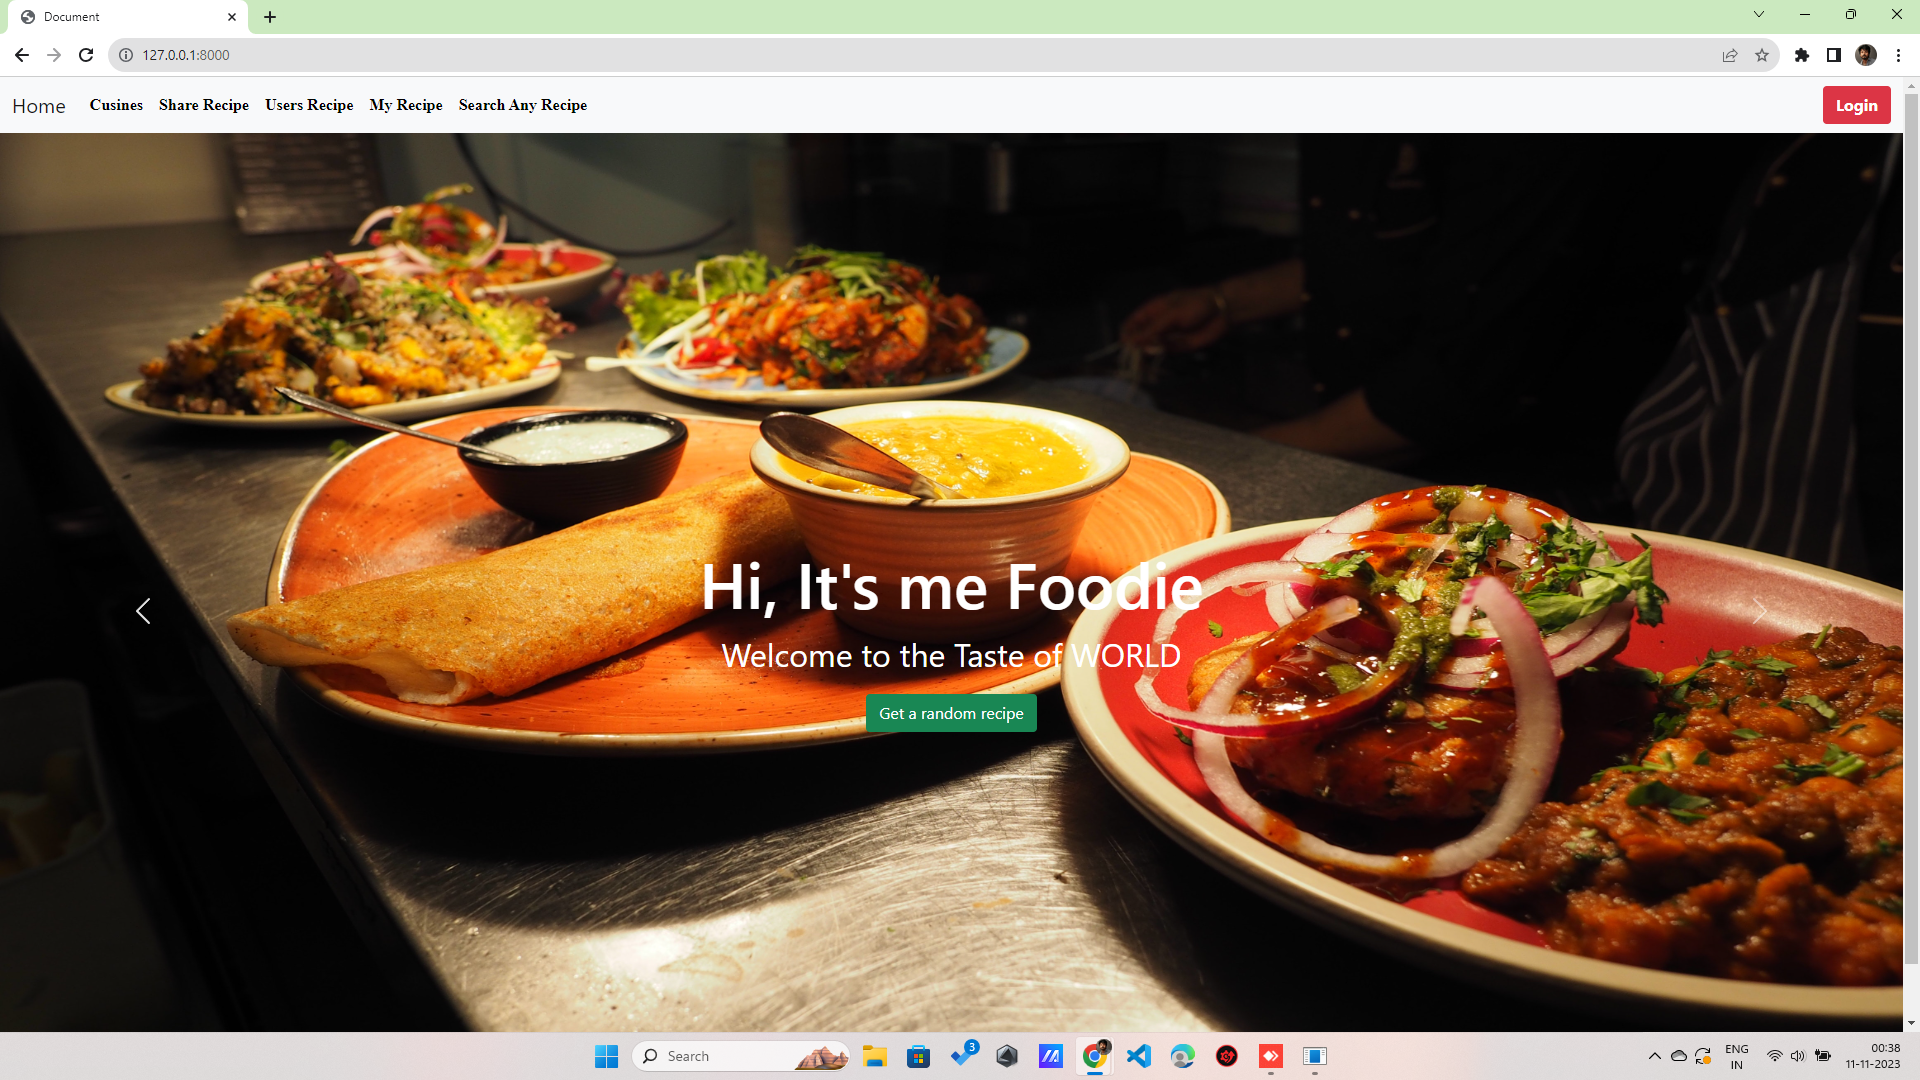 Document
127.0.0.1:8000
Home Cusines Share Recipe Users Recipe My Recipe Search Any Recipe Login
Hi, It's me Foodie
Welcome to the Taste of WORLD
Get a random recipe
Search
3
ENG
IN
00:38
11-11-2023